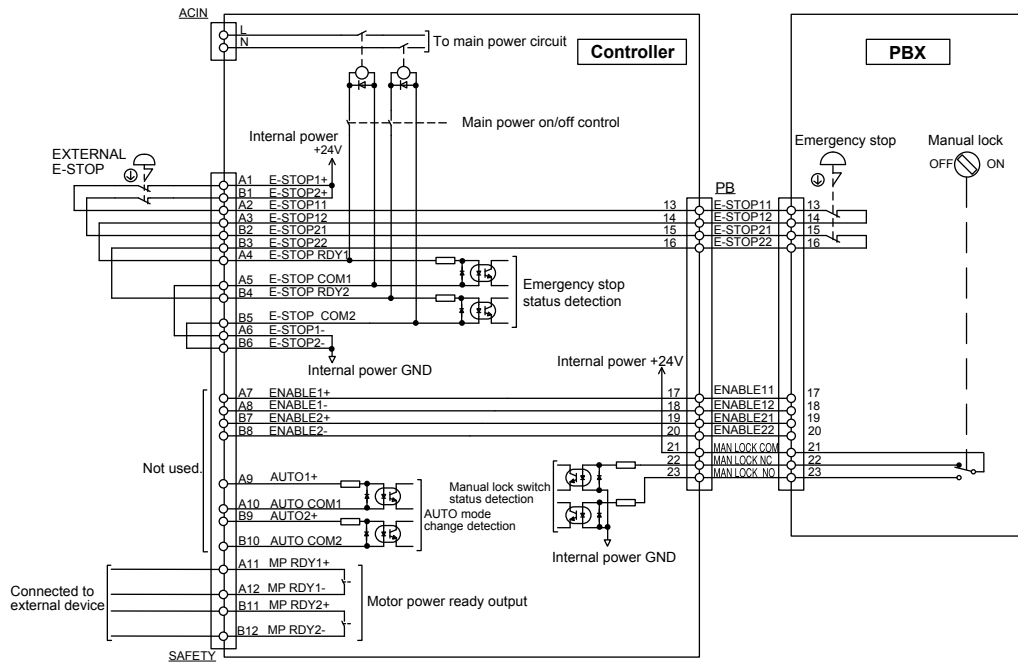 ACIN
L
N
To main power circuit
Controller
PBX
Main power on/off control
Internal power
+24V
EXTERNAL
E-STOP
Emergency stop
Manual lock
OFF
ON
A1 E-STOP1+
B1 E-STOP2+
A2 E-STOP11
A3 E-STOP12
B2 E-STOP21
B3 E-STOP22
A4 E-STOP RDY1
A5 E-STOP COM1
B4 E-STOP RDY2
B5 E-STOP COM2
A6 E-STOP1-
B6 E-STOP2-
Emergency stop
status detection
Internal power GND
PB
13 E-STOP11 13
14 E-STOP12 14
15 E-STOP21 15
16 E-STOP22 16
Internal power +24V
A7 ENABLE1+
A8 ENABLE1-
B7 ENABLE2+
B8 ENABLE2-
17 ENABLE11 17
18 ENABLE12 18
19 ENABLE21 19
20 ENABLE22 20
21 MAN LOCK COM 21
22 MAN LOCK NC 22
23 MAN LOCK NO 23
Not used.
A9 AUTO1+
A10 AUTO COM1
B9 AUTO2+
B10 AUTO COM2
AUTO mode
change detection
Manual lock switch
status detection
Internal power GND
A11 MP RDY1+
A12 MP RDY1-
B11 MP RDY2+
B12 MP RDY2-
Connected to
external device
Motor power ready output
SAFETY